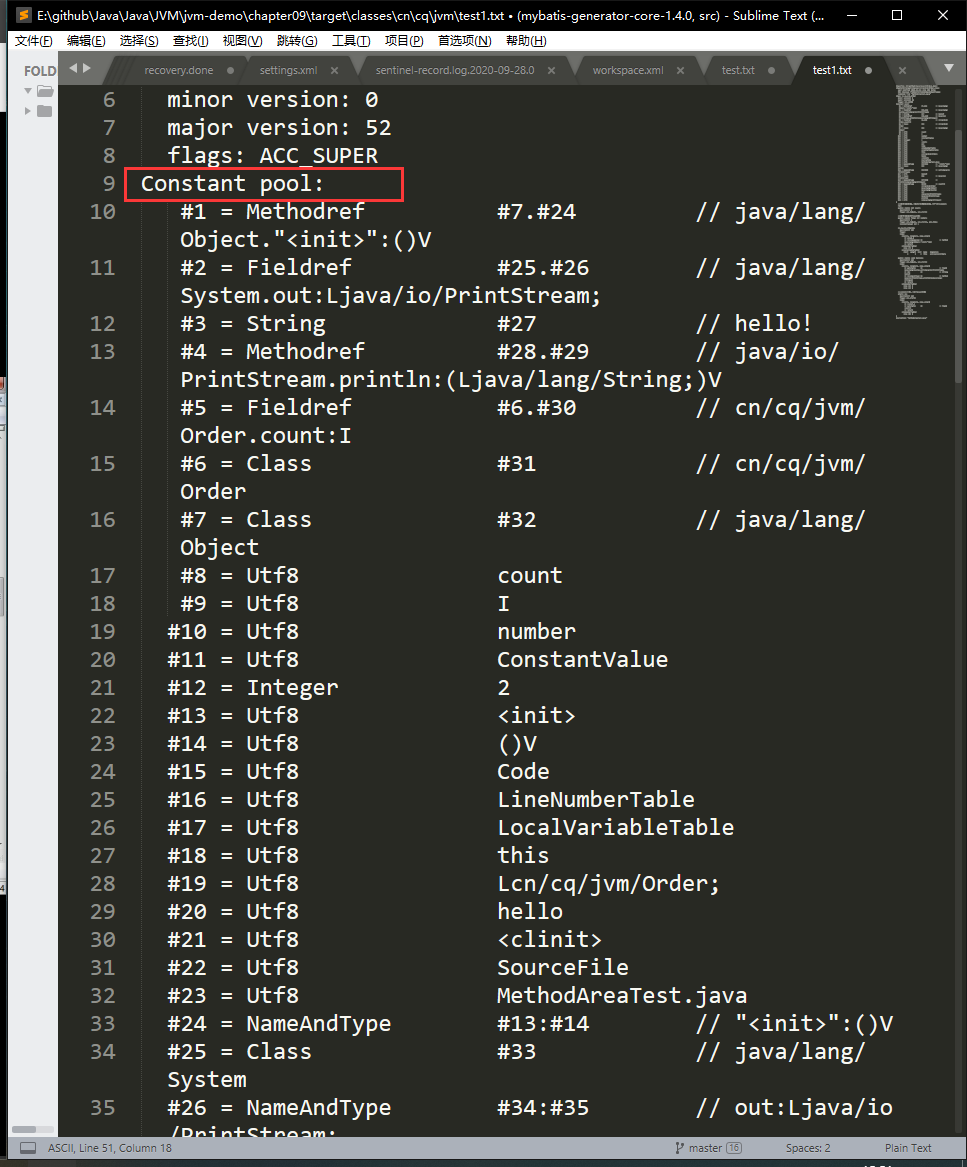 E:\github\Java\Java\JVM\jvm-demo\chapter09\target\classes\cn\cq\jvm\test1.txt • (mybatis-generator-core-1.4.0, src) - Sublime Text (...
文件(F) 编辑(E) 选择(S) 查找(I) 视图(V) 跳转(G) 工具(T) 项目(P) 首选项(N) 帮助(H)
FOLD
recovery.done settings.xml sentinel-record.log.2020-09-28.0 workspace.xml test.txt test1.txt
6 minor version: 0
7 major version: 52
8 flags: ACC_SUPER
9 Constant pool:
10 #1 = Methodref #7.#24 // java/lang/
Object."<init>":()V
11 #2 = Fieldref #25.#26 // java/lang/
System.out:Ljava/io/PrintStream;
12 #3 = String #27 // hello!
13 #4 = Methodref #28.#29 // java/io/
PrintStream.println:(Ljava/lang/String;)V
14 #5 = Fieldref #6.#30 // cn/cq/jvm/
Order.count:I
15 #6 = Class #31 // cn/cq/jvm/
Order
16 #7 = Class #32 // java/lang/
Object
17 #8 = Utf8 count
18 #9 = Utf8 I
19 #10 = Utf8 number
20 #11 = Utf8 ConstantValue
21 #12 = Integer 2
22 #13 = Utf8 <init>
23 #14 = Utf8 ()V
24 #15 = Utf8 Code
25 #16 = Utf8 LineNumberTable
26 #17 = Utf8 LocalVariableTable
27 #18 = Utf8 this
28 #19 = Utf8 Lcn/cq/jvm/Order;
29 #20 = Utf8 hello
30 #21 = Utf8 <clinit>
31 #22 = Utf8 SourceFile
32 #23 = Utf8 MethodAreaTest.java
33 #24 = NameAndType #13:#14 // "<init>":()V
34 #25 = Class #33 // java/lang/
System
35 #26 = NameAndType #34:#35 // out:Ljava/io
/PrintStream;
ASCII, Line 51, Column 18 master 16 Spaces: 2 Plain Text